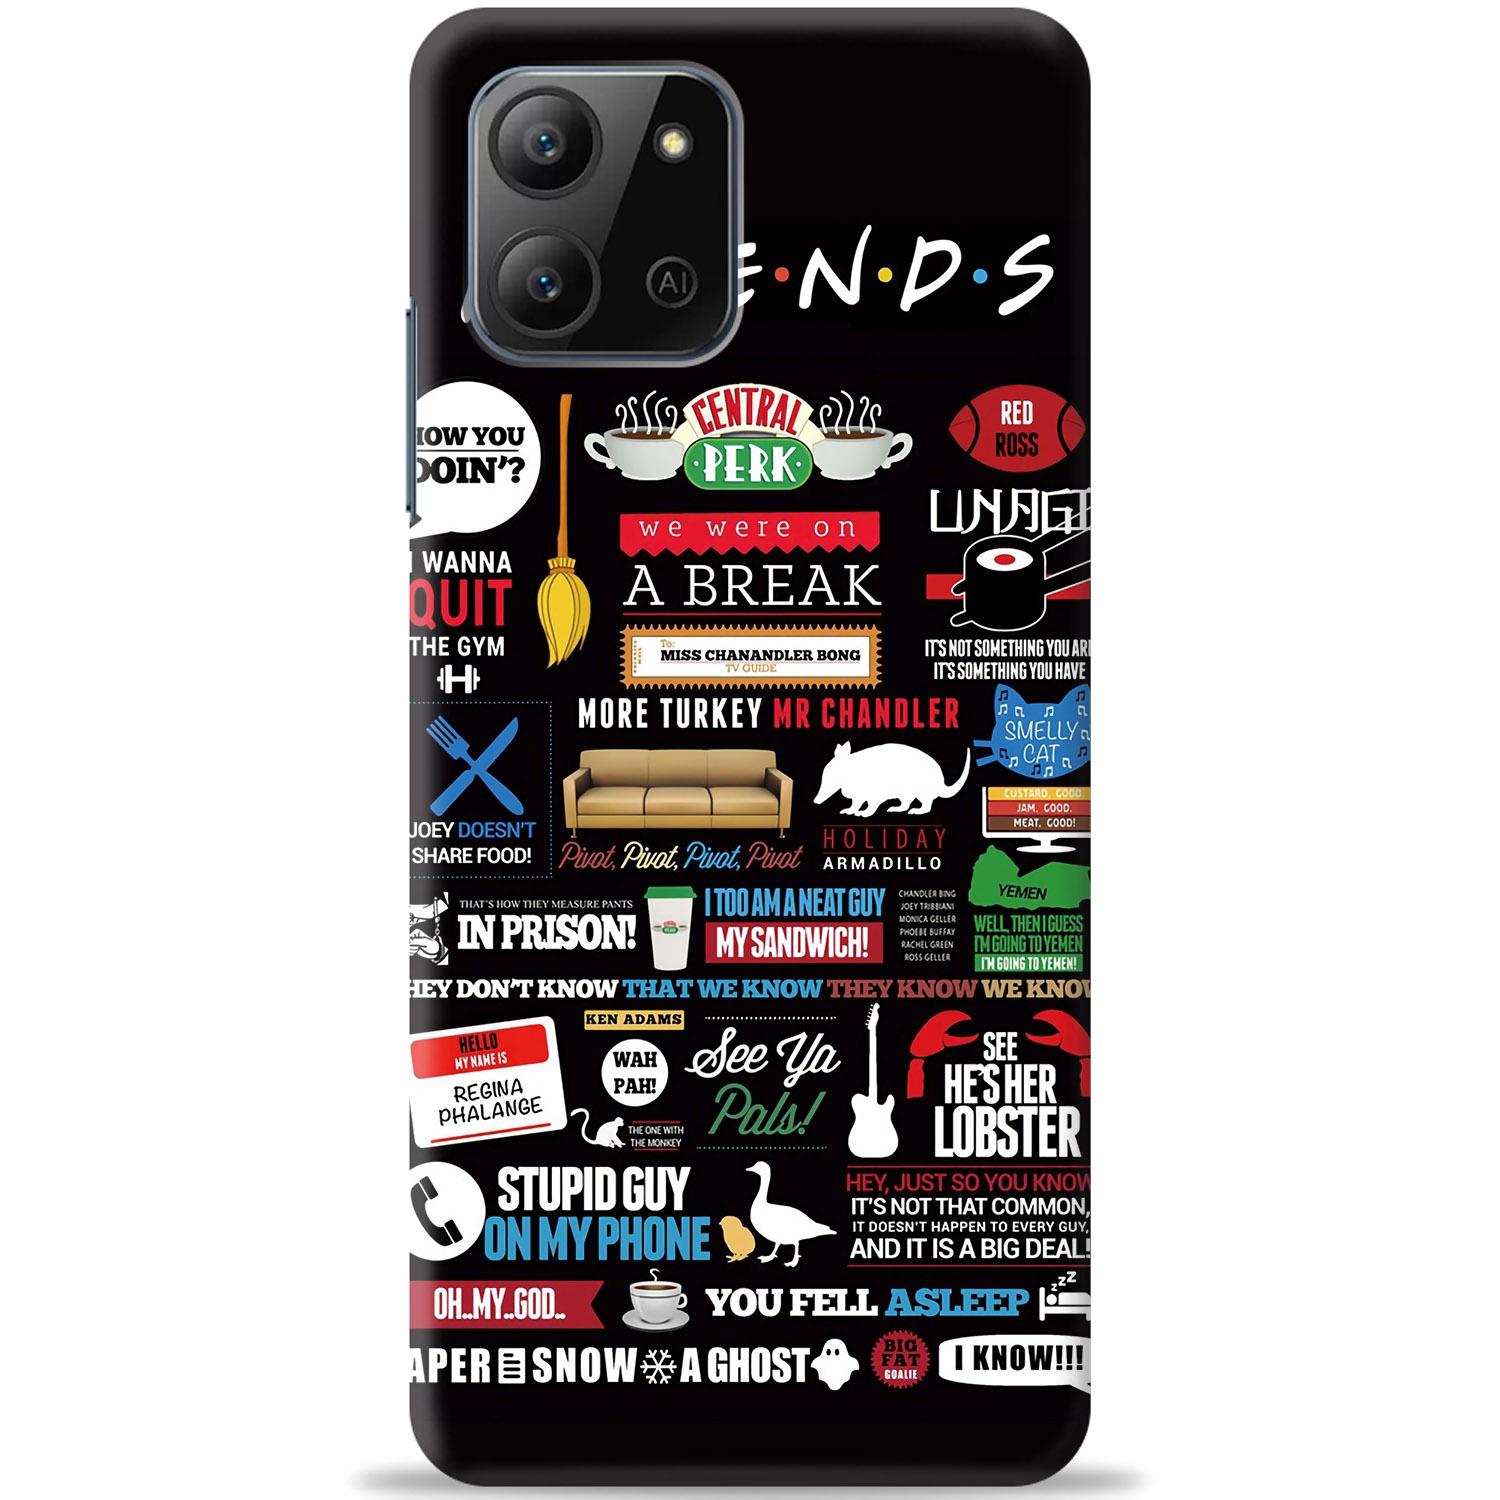 AI
E·N·D·S
HOW YOU
DOIN'?
CENTRAL
·PERK·
RED
ROSS
we were on
A BREAK
UNAGI
I WANNA
QUIT
THE GYM
To:
MISS CHANANDLER BONG
TV GUIDE
IT'S NOT SOMETHING YOU ARE
IT'S SOMETHING YOU HAVE
MORE TURKEY MR CHANDLER
SMELLY
CAT
JOEY DOESN'T
SHARE FOOD!
Pivot, Pivot, Pivot, Pivot
HOLIDAY
ARMADILLO
CUSTARD, GOOD.
JAM, GOOD.
MEAT, GOOD!
THAT'S HOW THEY MEASURE PANTS
IN PRISON!
I TOO AM A NEAT GUY
MY SANDWICH!
CHANDLER BING
JOEY TRIBBIANI
MONICA GELLER
PHOEBE BUFFAY
RACHEL GREEN
ROSS GELLER
YEMEN
WELL, THEN I GUESS
I'M GOING TO YEMEN
I'M GOING TO YEMEN!
HEY DON'T KNOW THAT WE KNOW THEY KNOW WE KNOW
HELLO
MY NAME IS
REGINA
PHALANGE
KEN ADAMS
WAH
PAH!
THE ONE WITH
THE MONKEY
See Ya
Pals!
SEE
HE'S HER
LOBSTER
STUPID GUY
ON MY PHONE
HEY, JUST SO YOU KNOW
IT'S NOT THAT COMMON,
IT DOESN'T HAPPEN TO EVERY GUY,
AND IT IS A BIG DEAL!
OH..MY..GOD..
YOU FELL ASLEEP
zzZ
APER SNOW A GHOST
BIG
FAT
GOALIE
I KNOW!!!